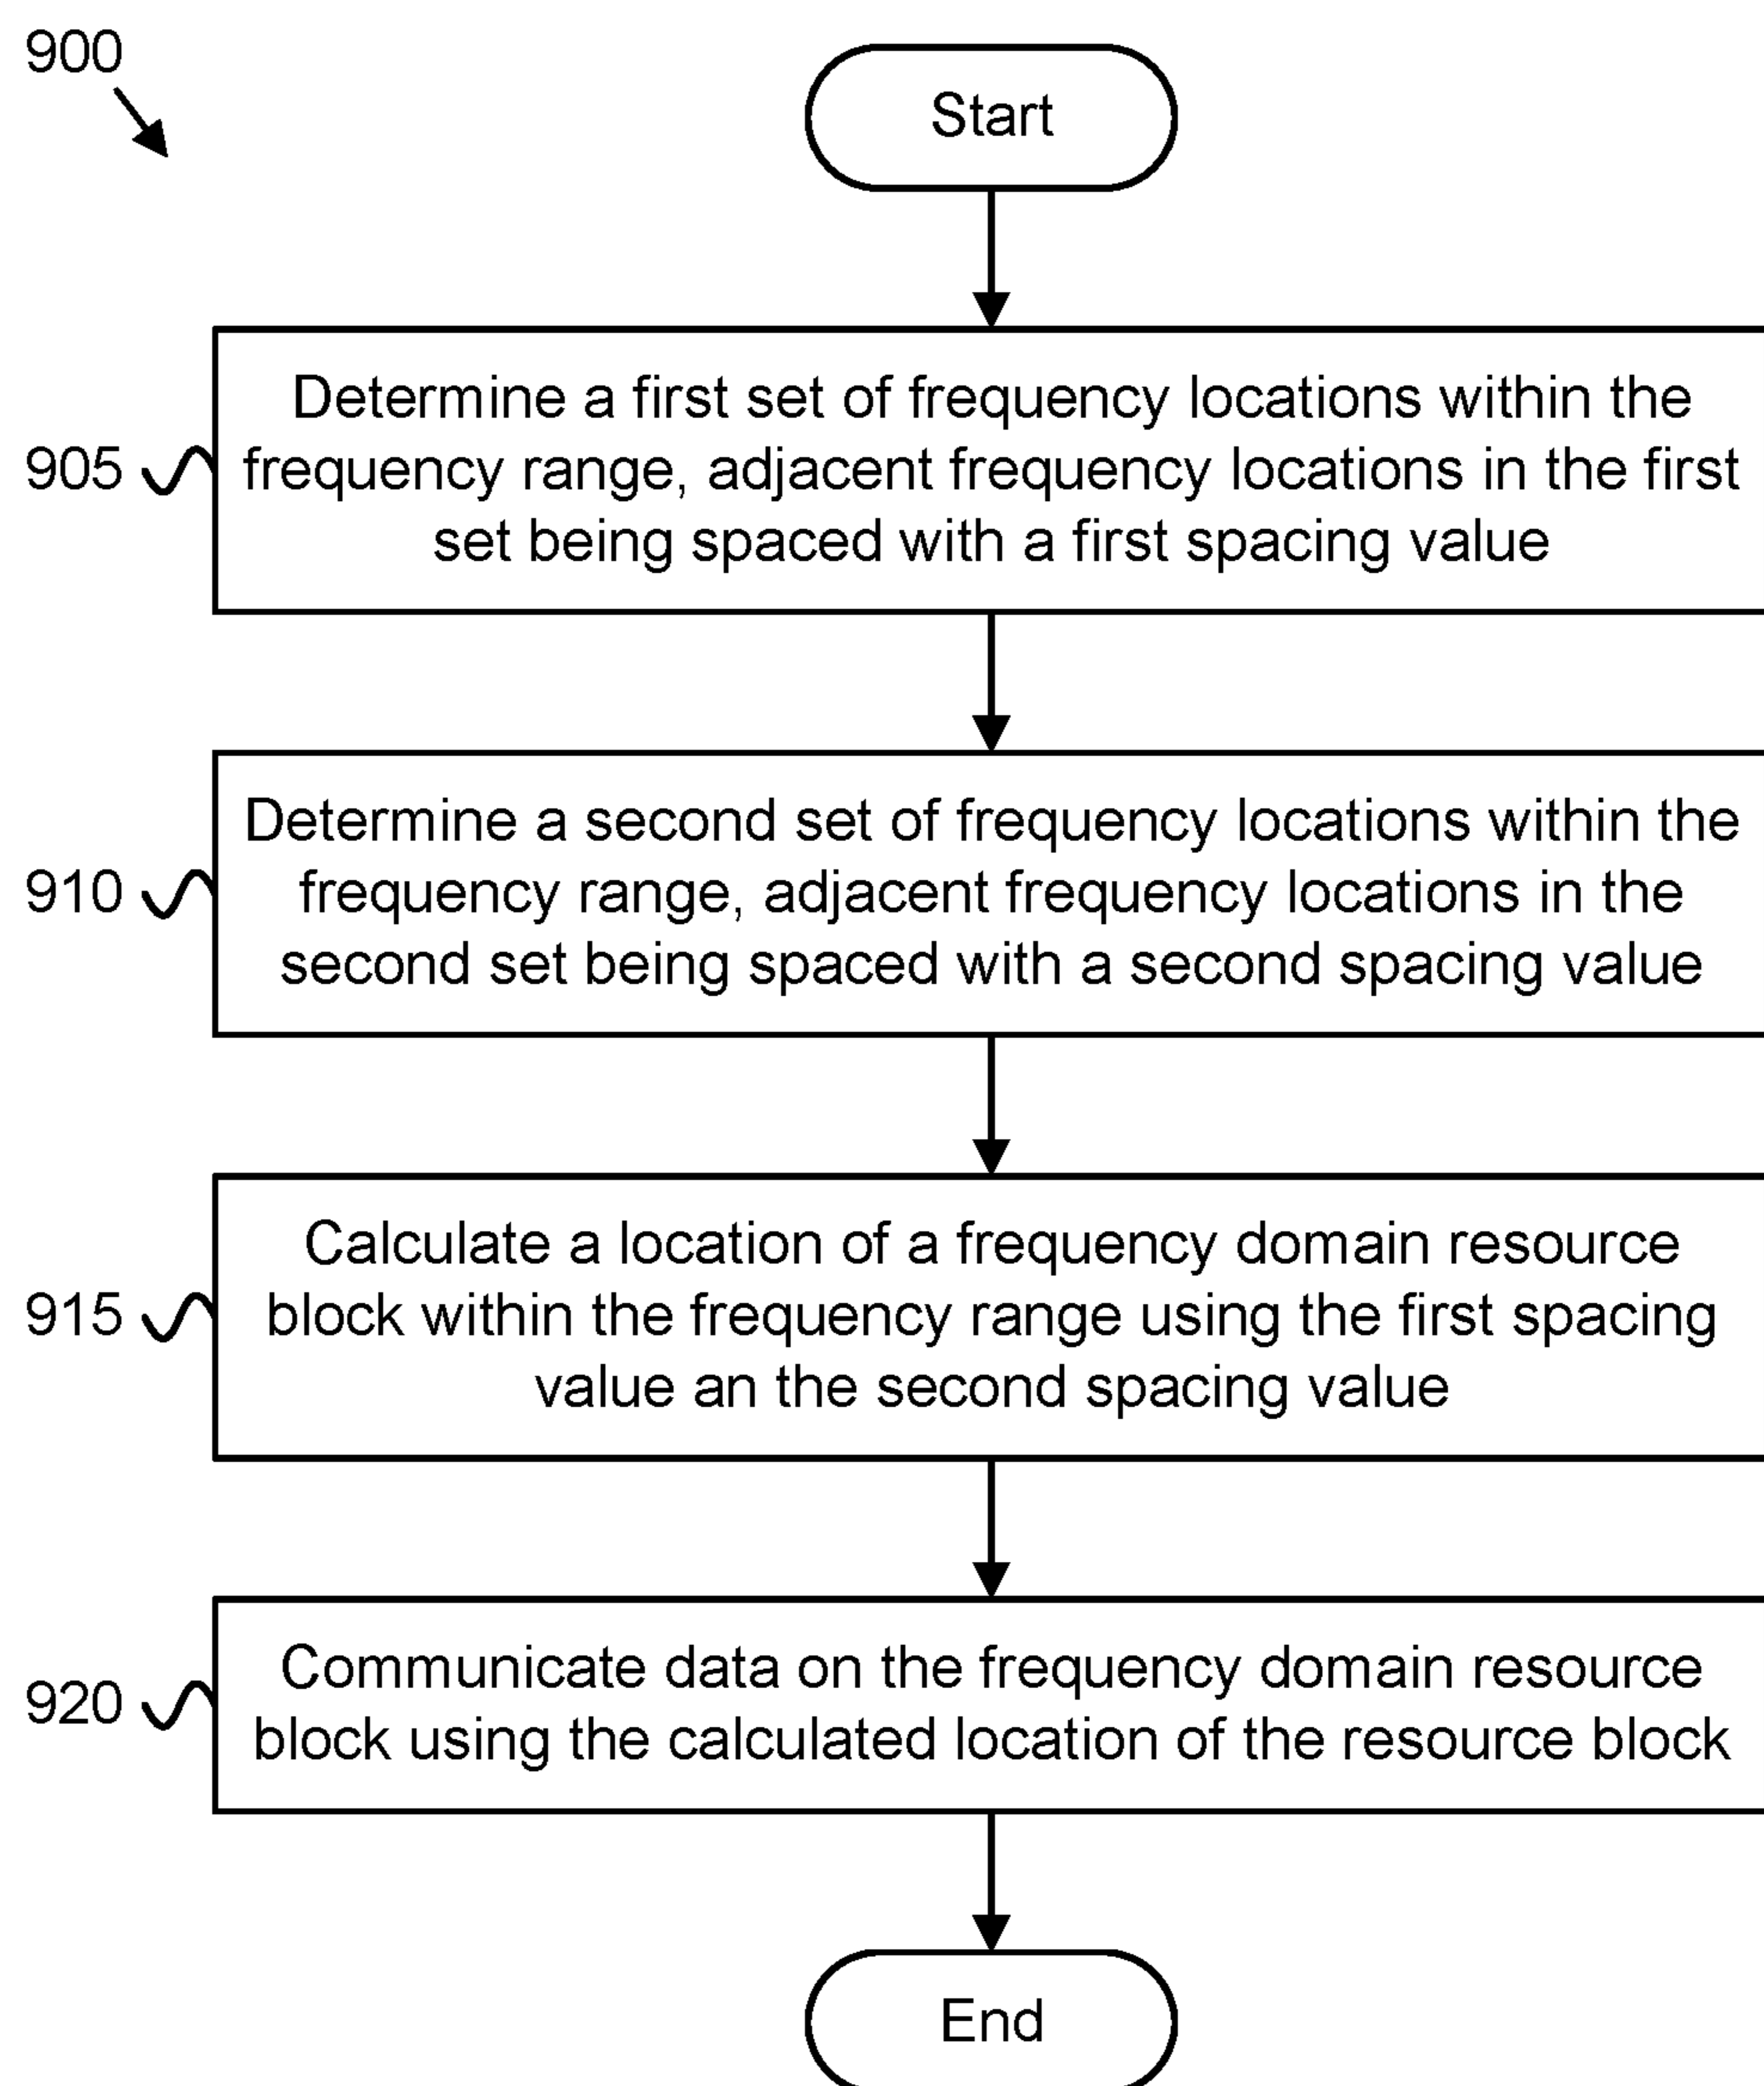 900
Start
905
Determine a first set of frequency locations within the
frequency range, adjacent frequency locations in the first
set being spaced with a first spacing value
910
Determine a second set of frequency locations within the
frequency range, adjacent frequency locations in the
second set being spaced with a second spacing value
915
Calculate a location of a frequency domain resource
block within the frequency range using the first spacing
value an the second spacing value
920
Communicate data on the frequency domain resource
block using the calculated location of the resource block
End